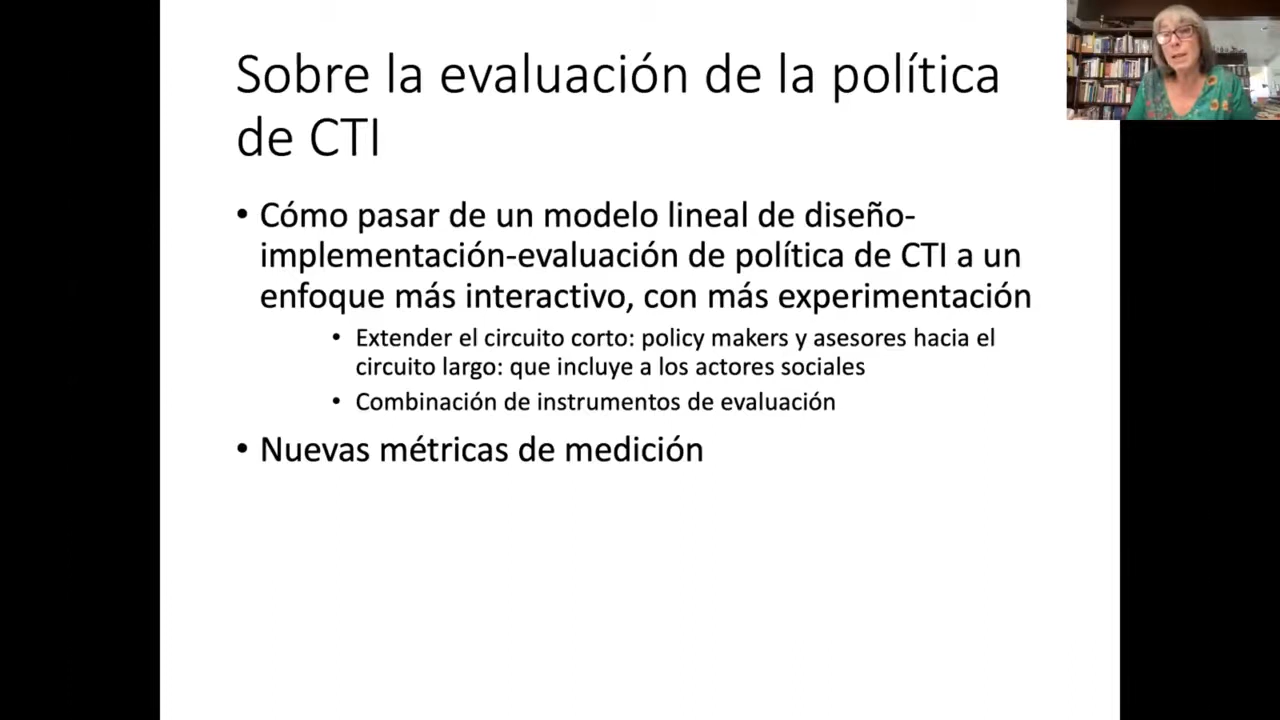 Sobre la evaluación de la política
de CTI
• Cómo pasar de un modelo lineal de diseño-
implementación-evaluación de política de CTI a un
enfoque más interactivo, con más experimentación
• Extender el circuito corto: policy makers y asesores hacia el
circuito largo: que incluye a los actores sociales
• Combinación de instrumentos de evaluación
• Nuevas métricas de medición